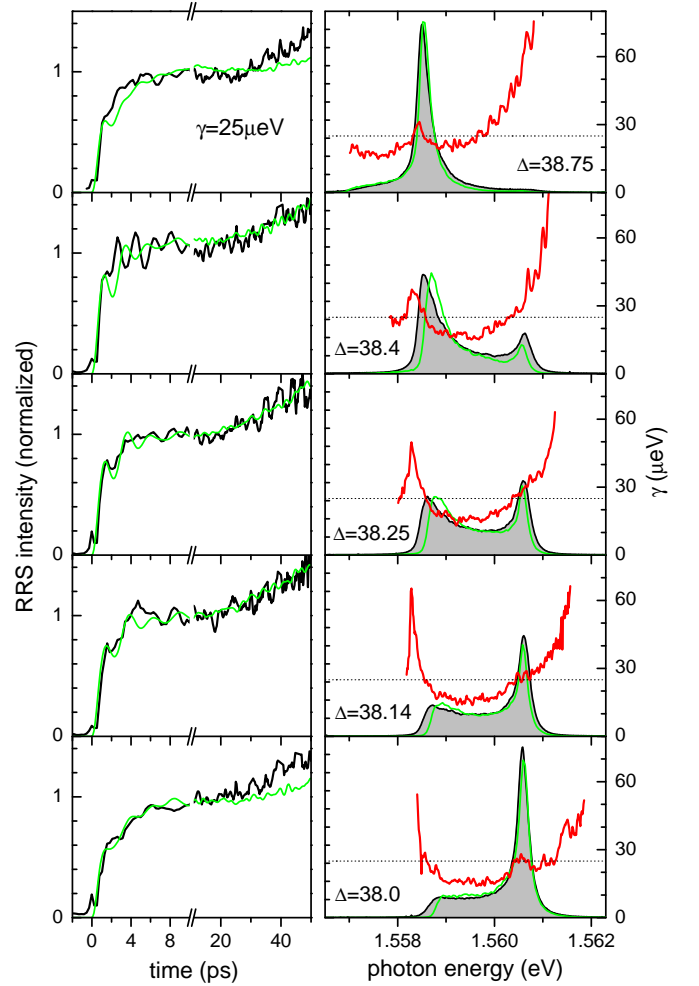 1
0
γ=25μeV
60
30
0
Δ=38.75
1
0
60
30
0
Δ=38.4
1
0
60
30
0
Δ=38.25
1
0
60
30
0
Δ=38.14
1
0
60
30
0
Δ=38.0
RRS intensity (normalized)
γ (μeV)
0 4 8 20 40
1.558 1.560 1.562
time (ps)
photon energy (eV)